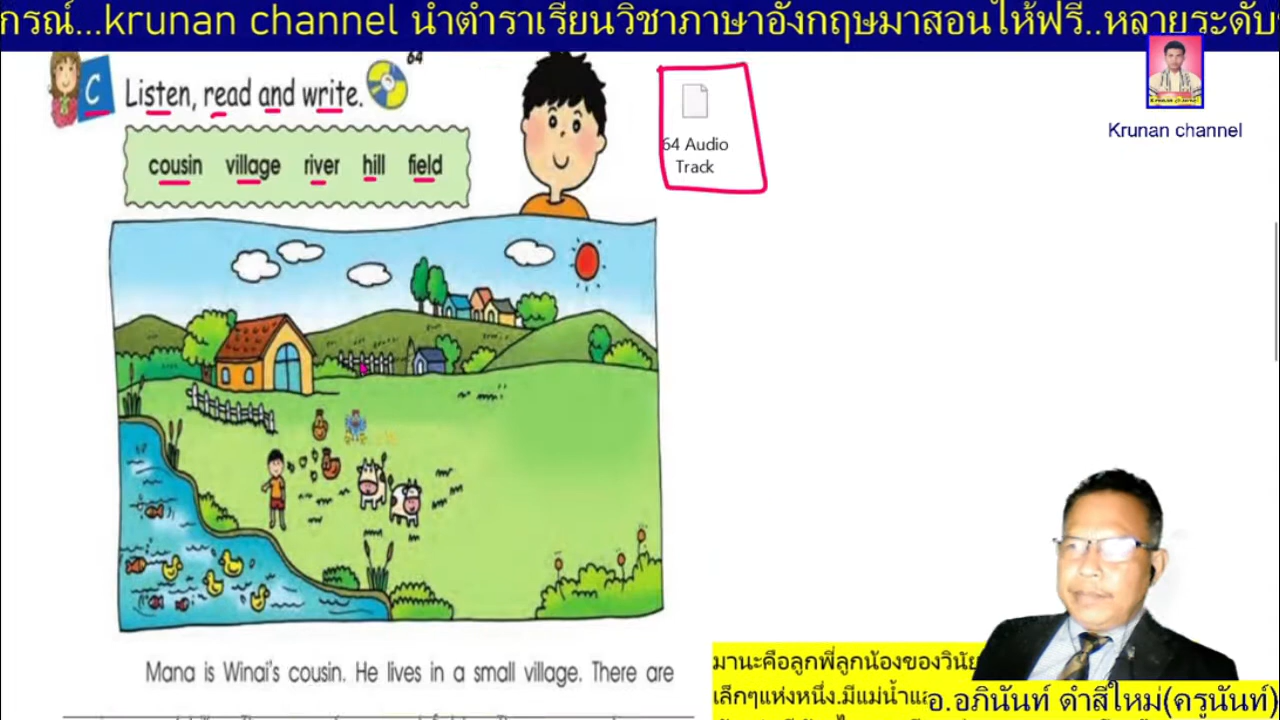 กรณ์...krunan channel นำตำราเรียนวิชาภาษาอังกฤษมาสอนให้ฟรี..หลายระดับ
64
C Listen, read and write.
cousin village river hill field
64 Audio
Track
Krunan channel
Mana is Winai's cousin. He lives in a small village. There are
มานะคือลูกพี่ลูกน้องของวินัย
เล็กๆแห่งหนึ่ง.มีแม่น้ำแ
อ.อภินันท์ ดำสีใหม่(ครูนันท์)